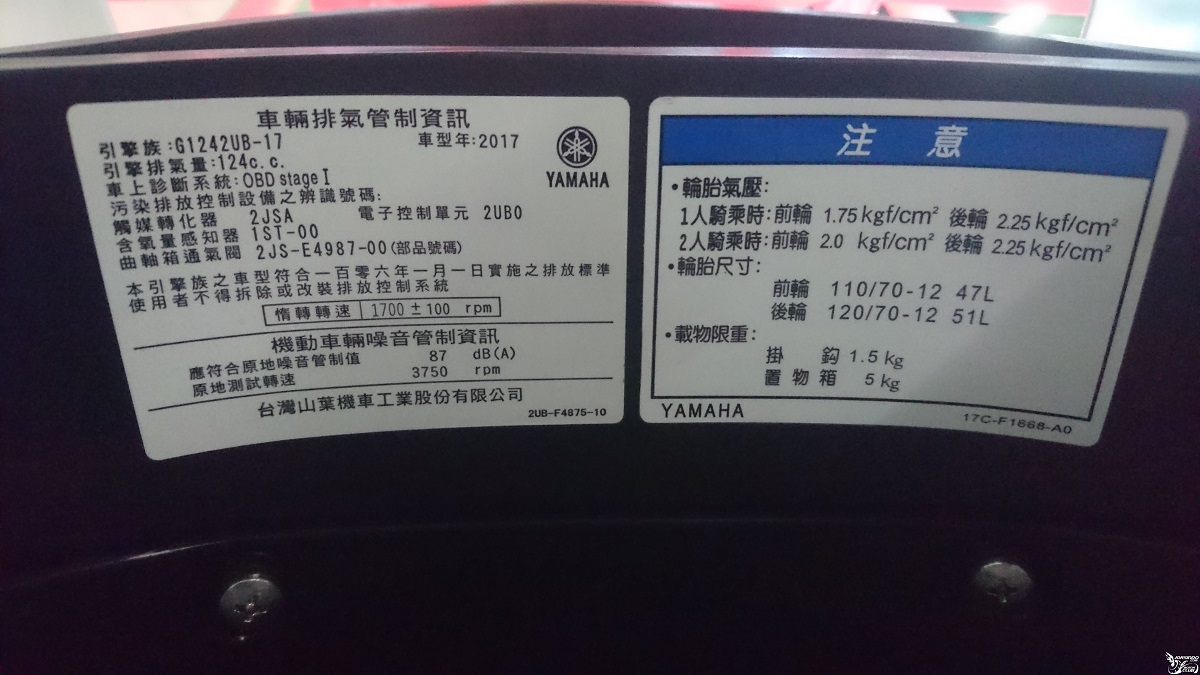 車輛排氣管制資訊
引擎族:G1242UB-17 車型年:2017
引擎排氣量:124c.c.
車上診斷系統:OBD stage I
污染排放控制設備之辨識號碼:
觸媒轉化器 2JSA 電子控制單元 2UB0
含氧量感知器 1ST-00
曲軸箱通氣閥 2JS-E4987-00(部品號碼)
本引擎族之車型符合一百零六年一月一日實施之排放標準
使用者不得拆除或改裝排放控制系統
惰轉轉速 1700±100 rpm
YAMAHA
機動車輛噪音管制資訊
應符合原地噪音管制值 87 dB(A)
原地測試轉速 3750 rpm
台灣山葉機車工業股份有限公司
2UB-F4875-10
注 意
•輪胎氣壓:
1人騎乘時:前輪 1.75 kgf/cm² 後輪 2.25 kgf/cm²
2人騎乘時:前輪 2.0 kgf/cm² 後輪 2.25 kgf/cm²
•輪胎尺寸:
前輪 110/70-12 47L
後輪 120/70-12 51L
•載物限重:
掛 鈎 1.5 kg
置物箱 5 kg
YAMAHA
17C-F1668-A0